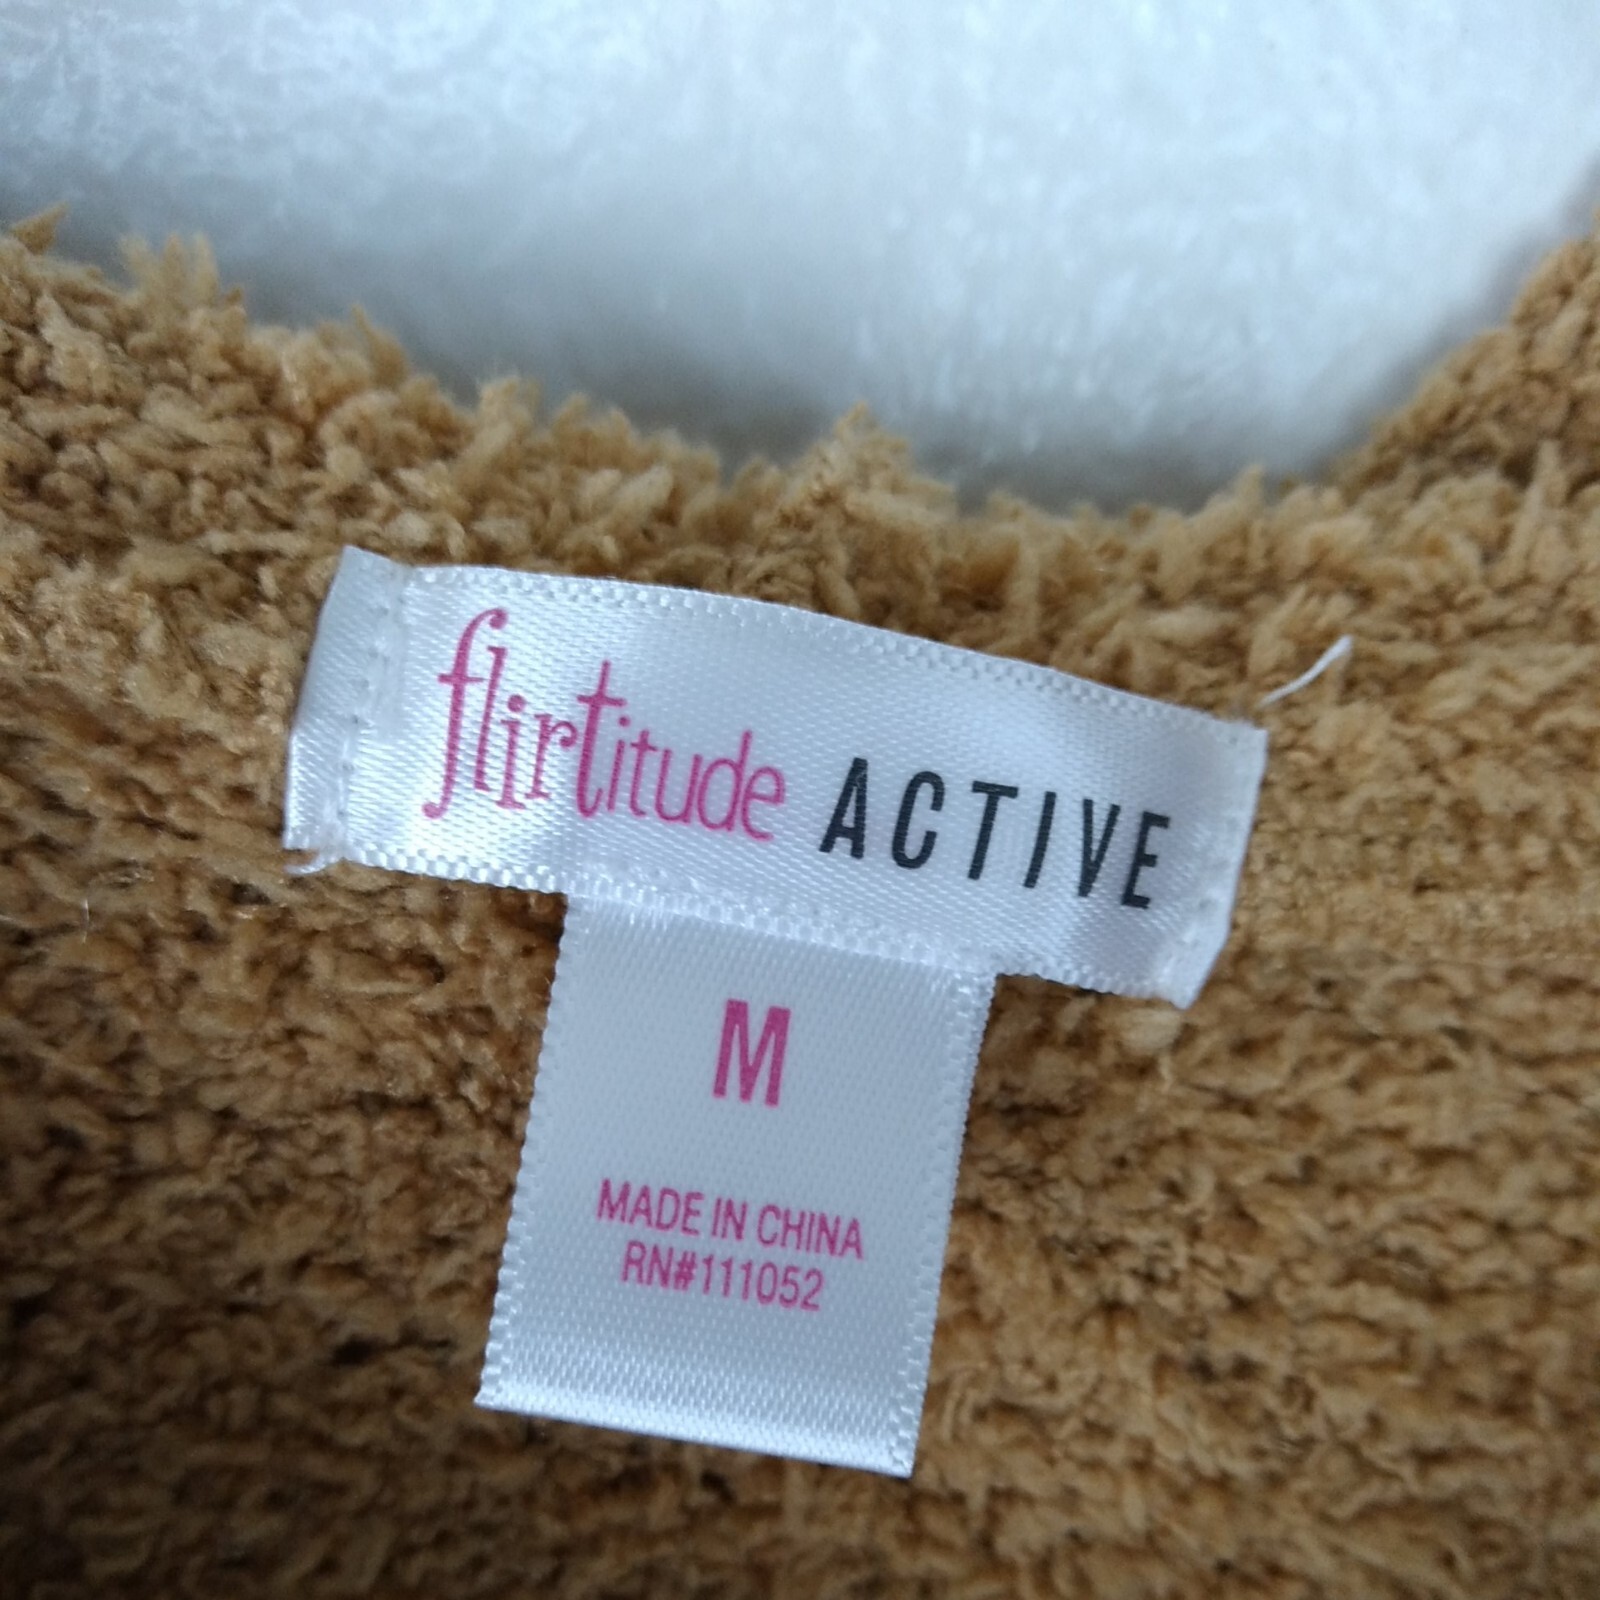 flirtitude ACTIVE
M
MADE IN CHINA
RN#111052